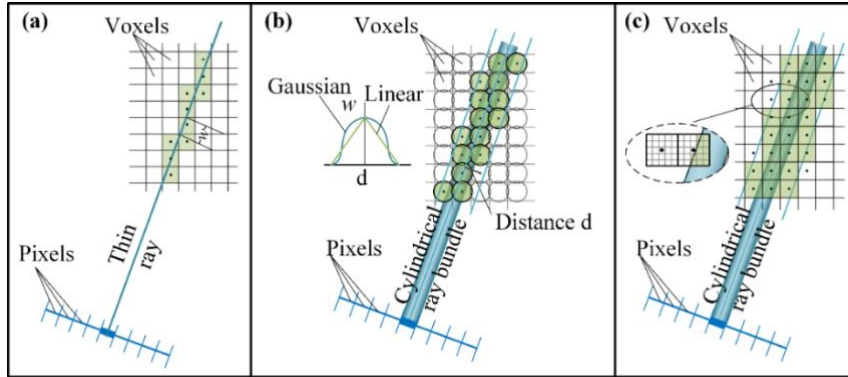 (a)
Voxels
w
Thin
ray
Pixels
(b)
Voxels
Gaussian
w
Linear
d
Distance d
Cylindrical
ray bundle
Pixels
(c)
Voxels
Cylindrical
ray bundle
Pixels